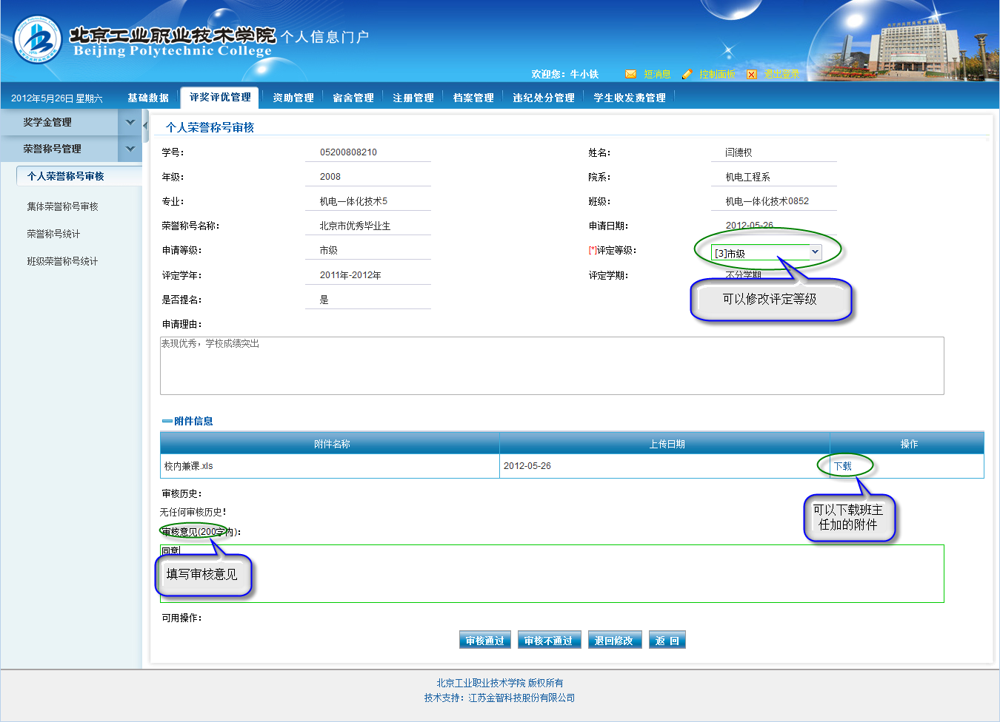 北京工业职业技术学院 个人信息门户
Beijing Polytechnic College
欢迎您：牛小铁 短消息 控制面板 退出登录
2012年5月26日 星期六 基础数据 评奖评优管理 资助管理 宿舍管理 注册管理 档案管理 违纪处分管理 学生收发费管理
奖学金管理
荣誉称号管理
个人荣誉称号审核
集体荣誉称号审核
荣誉称号统计
班级荣誉称号统计
个人荣誉称号审核
学号： 05200808210 姓名： 闫德权
年级： 2008 院系： 机电工程系
专业： 机电一体化技术5 班级： 机电一体化技术0852
荣誉称号名称： 北京市优秀毕业生 申请日期： 2012-05-26
申请等级： 市级 [*]评定等级： [3]市级
评定学年： 2011年-2012年 评定学期： 不分学期
是否提名： 是
可以修改评定等级
申请理由：
表现优秀，学校成绩突出
附件信息
附件名称 上传日期 操作
校内兼课.xls 2012-05-26 下载
可以下载班主
任加的附件
审核历史：
无任何审核历史！
审核意见(200字内)：
同意
填写审核意见
可用操作：
审核通过 审核不通过 退回修改 返 回
北京工业职业技术学院 版权所有
技术支持：江苏金智科技股份有限公司